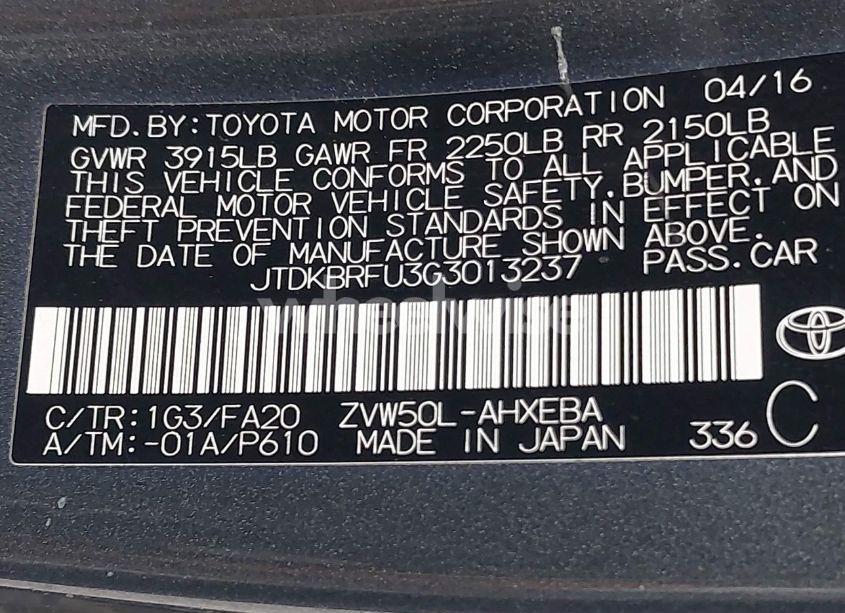 MFD.BY:TOYOTA MOTOR CORPORATION 04/16
GVWR 3915LB GAWR FR 2250LB RR 2150LB
THIS VEHICLE CONFORMS TO ALL APPLICABLE
FEDERAL MOTOR VEHICLE SAFETY,BUMPER,AND
THEFT PREVENTION STANDARDS IN EFFECT ON
THE DATE OF MANUFACTURE SHOWN ABOVE.
JTDKBRFU3G3013237 PASS.CAR
wheelwise
C/TR:1G3/FA20 ZVW50L-AHXEBA
A/TM:-01A/P610 MADE IN JAPAN 336 C